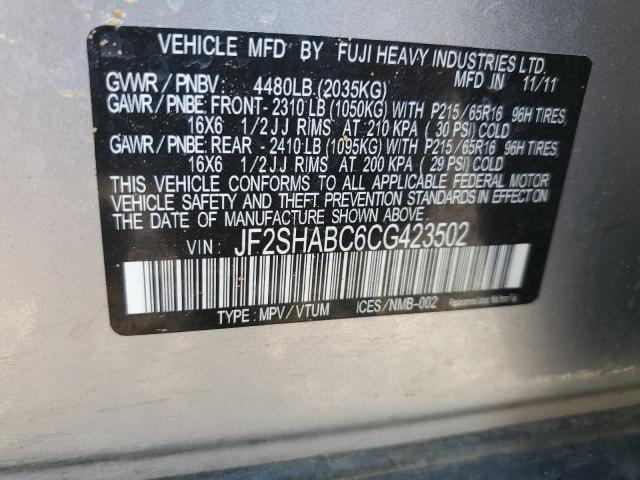 VEHICLE MFD BY FUJI HEAVY INDUSTRIES LTD.
MFD IN 11/11
GVWR / PNBV : 4480LB (2035KG)
GAWR / PNBE: FRONT- 2310 LB (1050KG) WITH P215/65R16 96H TIRES,
16X6 1/2JJ RIMS AT 210 KPA ( 30 PSI) COLD
GAWR / PNBE: REAR - 2410 LB (1095KG) WITH P215/65R16 96H TIRES,
16X6 1/2JJ RIMS AT 200 KPA ( 29 PSI) COLD
THIS VEHICLE CONFORMS TO ALL APPLICABLE FEDERAL MOTOR
VEHICLE SAFETY AND THEFT PREVENTION STANDARDS IN EFFECT ON
THE DATE OF MANUFACTURE SHOWN ABOVE.
VIN : JF2SHABC6CG423502
TYPE : MPV / VTUM ICES/NMB-002